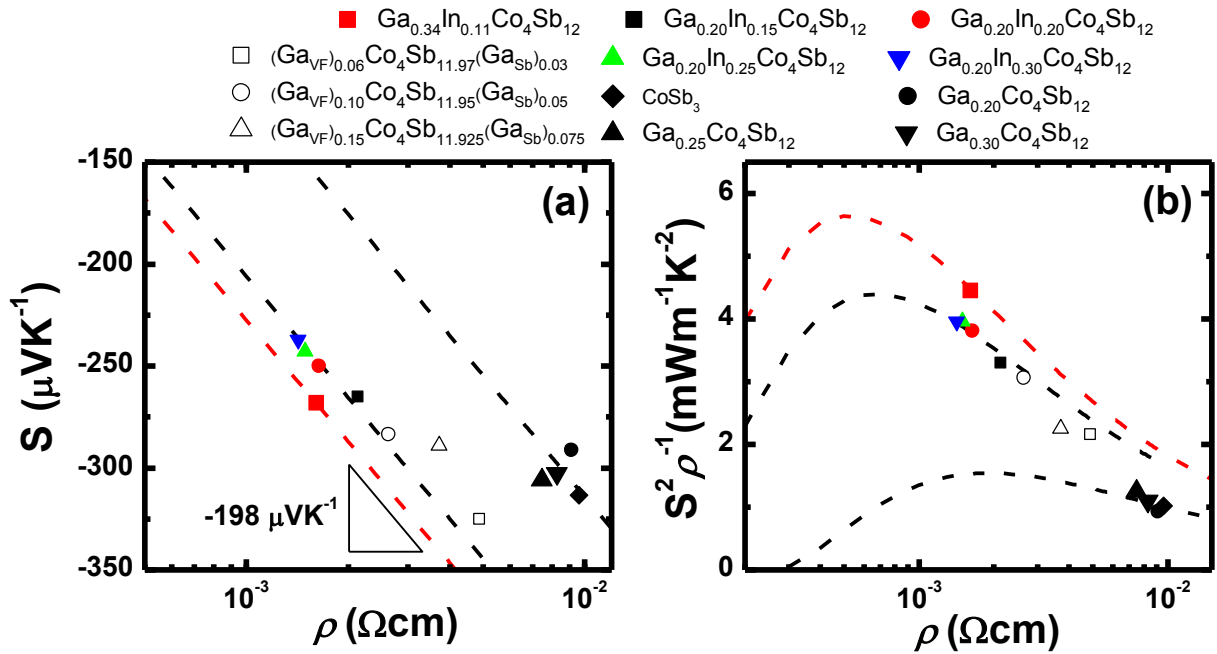 Ga0.34In0.11Co4Sb12 Ga0.20In0.15Co4Sb12 Ga0.20In0.20Co4Sb12
(GaVF)0.06Co4Sb11.97(GaSb)0.03 Ga0.20In0.25Co4Sb12 Ga0.20In0.30Co4Sb12
(GaVF)0.10Co4Sb11.95(GaSb)0.05 CoSb3 Ga0.20Co4Sb12
(GaVF)0.15Co4Sb11.925(GaSb)0.075 Ga0.25Co4Sb12 Ga0.30Co4Sb12
(a)
-150
-200
-250
-300
-350
S (μVK-1)
-198 μVK-1
10-3 10-2
ρ (Ωcm)
(b)
6
4
2
0
S2ρ-1(mWm-1K-2)
10-3 10-2
ρ (Ωcm)